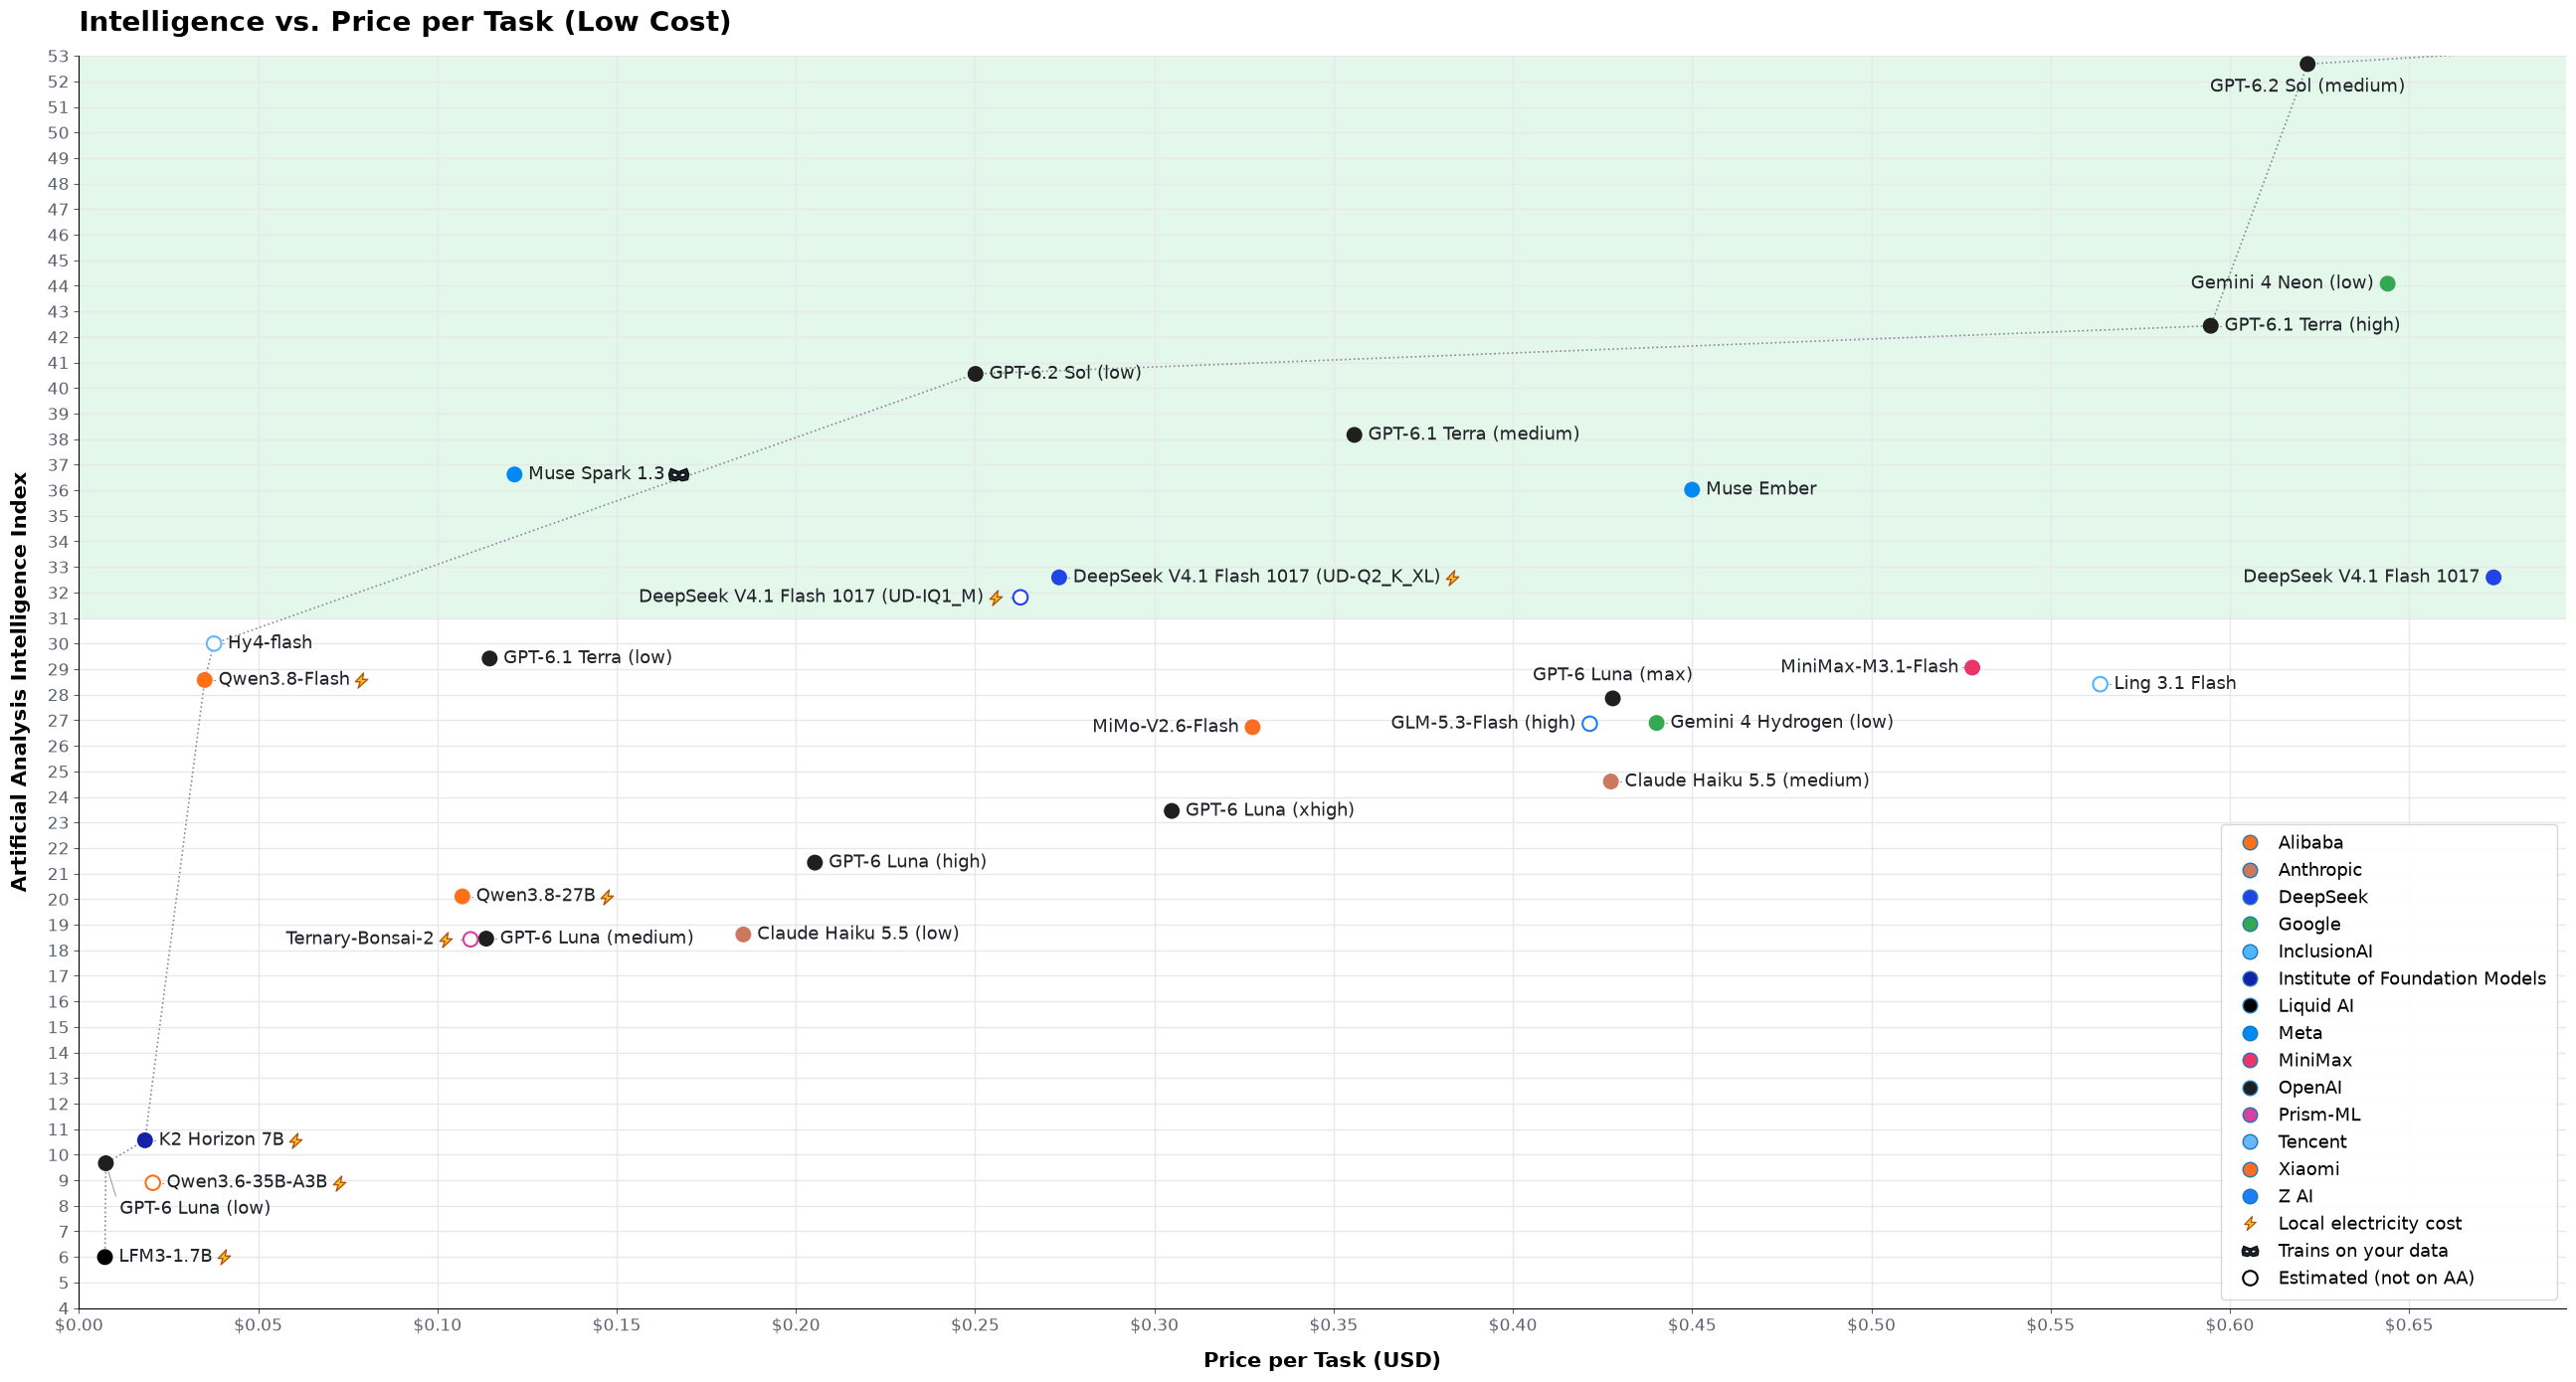 Intelligence vs. Price per Task (Low Cost)
Artificial Analysis Intelligence Index
53
52
51
50
49
48
47
46
45
44
43
42
41
40
39
38
37
36
35
34
33
32
31
30
29
28
27
26
25
24
23
22
21
20
19
18
17
16
15
14
13
12
11
10
9
8
7
6
5
4
GPT-6.2 Sol (medium)
Gemini 4 Neon (low)
GPT-6.1 Terra (high)
GPT-6.2 Sol (low)
GPT-6.1 Terra (medium)
Muse Spark 1.3
Muse Ember
DeepSeek V4.1 Flash 1017 (UD-Q2_K_XL)
DeepSeek V4.1 Flash 1017
DeepSeek V4.1 Flash 1017 (UD-IQ1_M)
Hy4-flash
GPT-6.1 Terra (low)
MiniMax-M3.1-Flash
GPT-6 Luna (max)
Qwen3.8-Flash
Ling 3.1 Flash
MiMo-V2.6-Flash
GLM-5.3-Flash (high)
Gemini 4 Hydrogen (low)
Claude Haiku 5.5 (medium)
GPT-6 Luna (xhigh)
GPT-6 Luna (high)
Qwen3.8-27B
Ternary-Bonsai-2
GPT-6 Luna (medium)
Claude Haiku 5.5 (low)
K2 Horizon 7B
Qwen3.6-35B-A3B
GPT-6 Luna (low)
LFM3-1.7B
Alibaba
Anthropic
DeepSeek
Google
InclusionAI
Institute of Foundation Models
Liquid AI
Meta
MiniMax
OpenAI
Prism-ML
Tencent
Xiaomi
Z AI
Local electricity cost
Trains on your data
Estimated (not on AA)
$0.00
$0.05
$0.10
$0.15
$0.20
$0.25
$0.30
$0.35
$0.40
$0.45
$0.50
$0.55
$0.60
$0.65
Price per Task (USD)